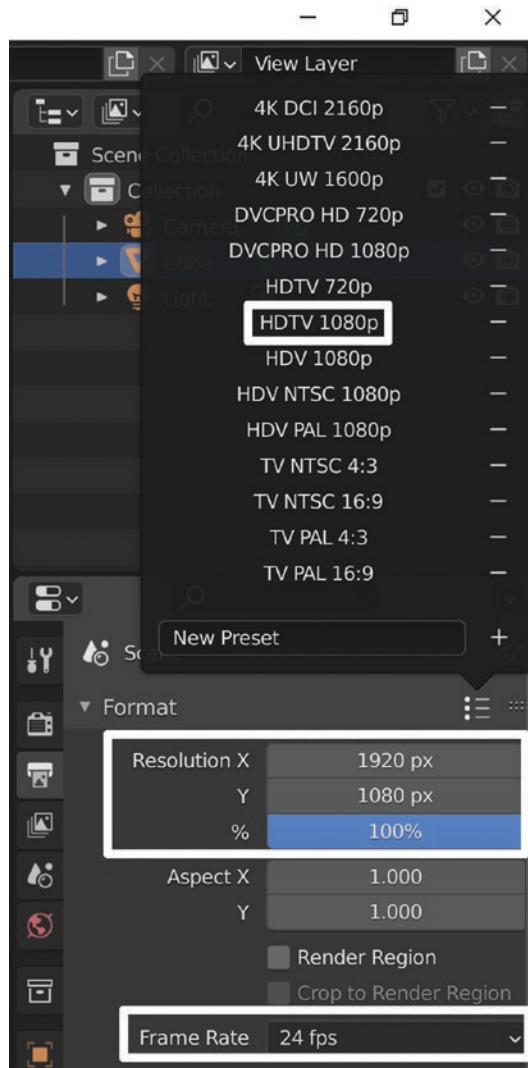 View Layer
4K DCI 2160p
4K UHDTV 2160p
Scene Collection
4K UW 1600p
Collection
DVCPRO HD 720p
Camera
DVCPRO HD 1080p
Cube
HDTV 720p
Light
HDTV 1080p
HDV 1080p
HDV NTSC 1080p
HDV PAL 1080p
TV NTSC 4:3
TV NTSC 16:9
TV PAL 4:3
TV PAL 16:9
New Preset
Scene
Format
Resolution X 1920 px
Y 1080 px
% 100%
Aspect X 1.000
Y 1.000
Render Region
Crop to Render Region
Frame Rate 24 fps